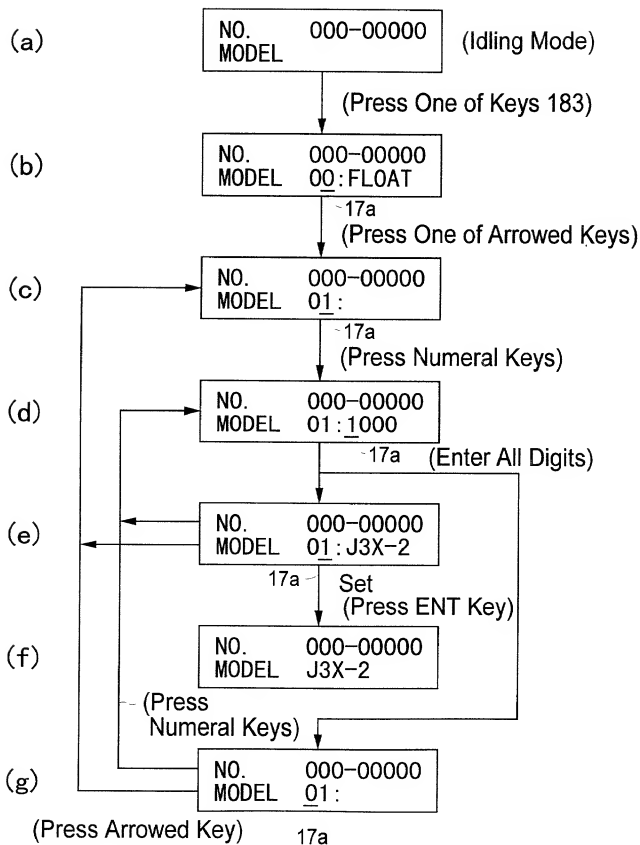 (a)
NO. 000-00000
MODEL
(Idling Mode)
(Press One of Keys 183)
(b)
NO. 000-00000
MODEL 00:FLOAT
17a
(Press One of Arrowed Keys)
(c)
NO. 000-00000
MODEL 01:
17a
(Press Numeral Keys)
(d)
NO. 000-00000
MODEL 01:1000
17a
(Enter All Digits)
(e)
NO. 000-00000
MODEL 01:J3X-2
17a
Set
(Press ENT Key)
(f)
NO. 000-00000
MODEL J3X-2
(Press
Numeral Keys)
(g)
NO. 000-00000
MODEL 01:
(Press Arrowed Key)
17a